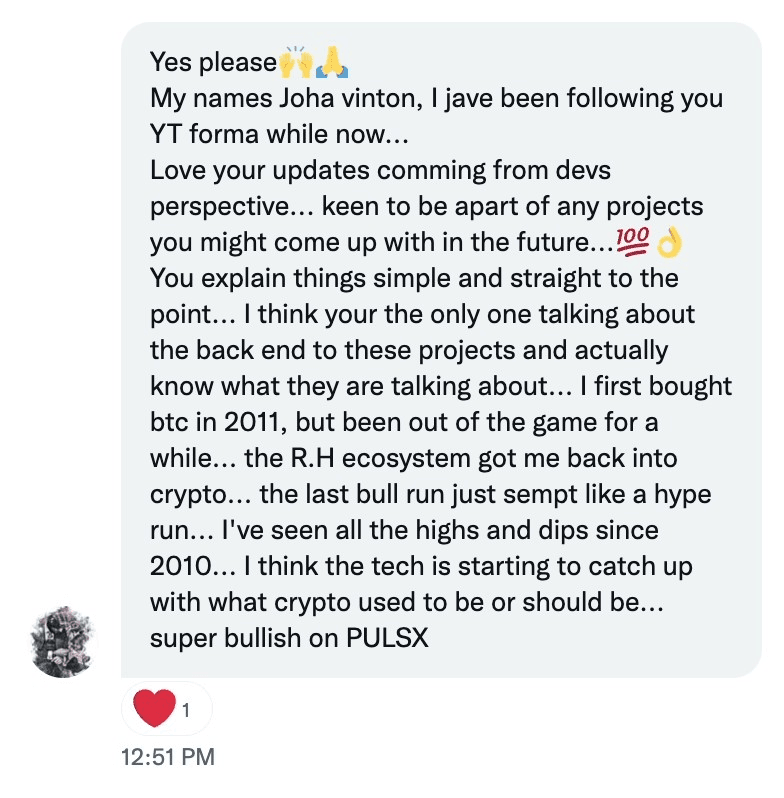 Yes please🙌🙏
My names Joha vinton, I jave been following you
YT forma while now...
Love your updates comming from devs
perspective... keen to be apart of any projects
you might come up with in the future...💯👌
You explain things simple and straight to the
point... I think your the only one talking about
the back end to these projects and actually
know what they are talking about... I first bought
btc in 2011, but been out of the game for a
while... the R.H ecosystem got me back into
crypto... the last bull run just sempt like a hype
run... I've seen all the highs and dips since
2010... I think the tech is starting to catch up
with what crypto used to be or should be...
super bullish on PULSX
1
12:51 PM